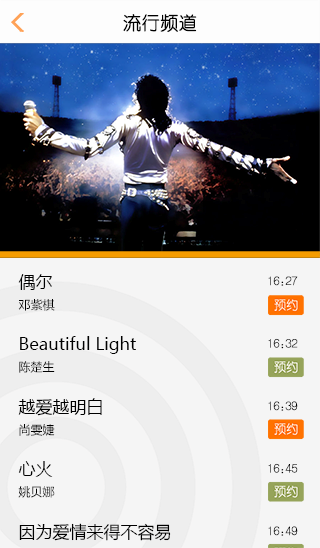 流行频道
偶尔
16:27
邓紫棋
预约
Beautiful Light
16:32
陈楚生
预约
越爱越明白
16:39
尚雯婕
预约
心火
16:45
姚贝娜
预约
因为爱情来得不容易
16:49